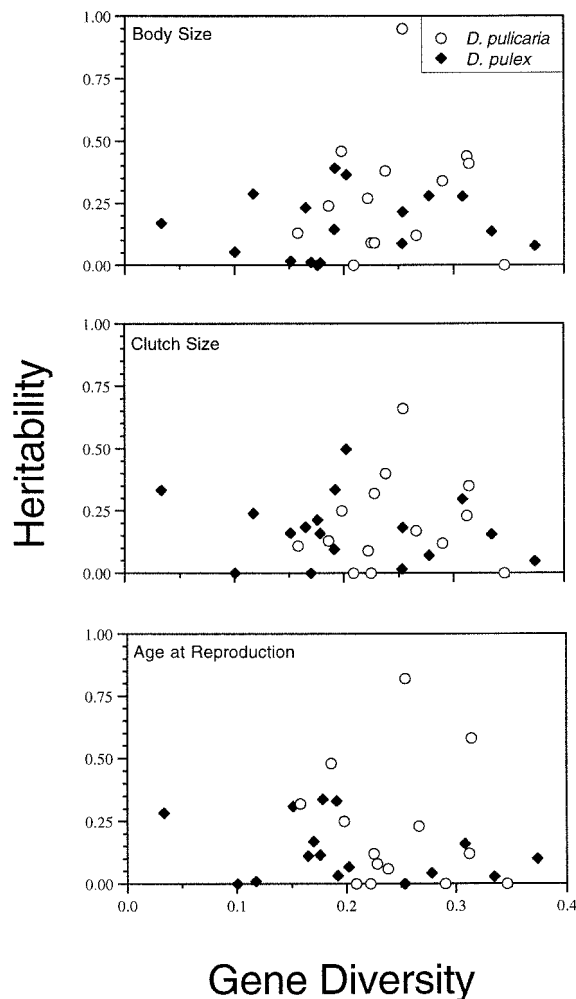 1.00
Body Size
D. pulicaria
D. pulex
0.75
0.50
0.25
0.00
1.00
Clutch Size
0.75
0.50
0.25
0.00
1.00
Age at Reproduction
0.75
0.50
0.25
0.00
0.0 0.1 0.2 0.3 0.4
Heritability
Gene Diversity